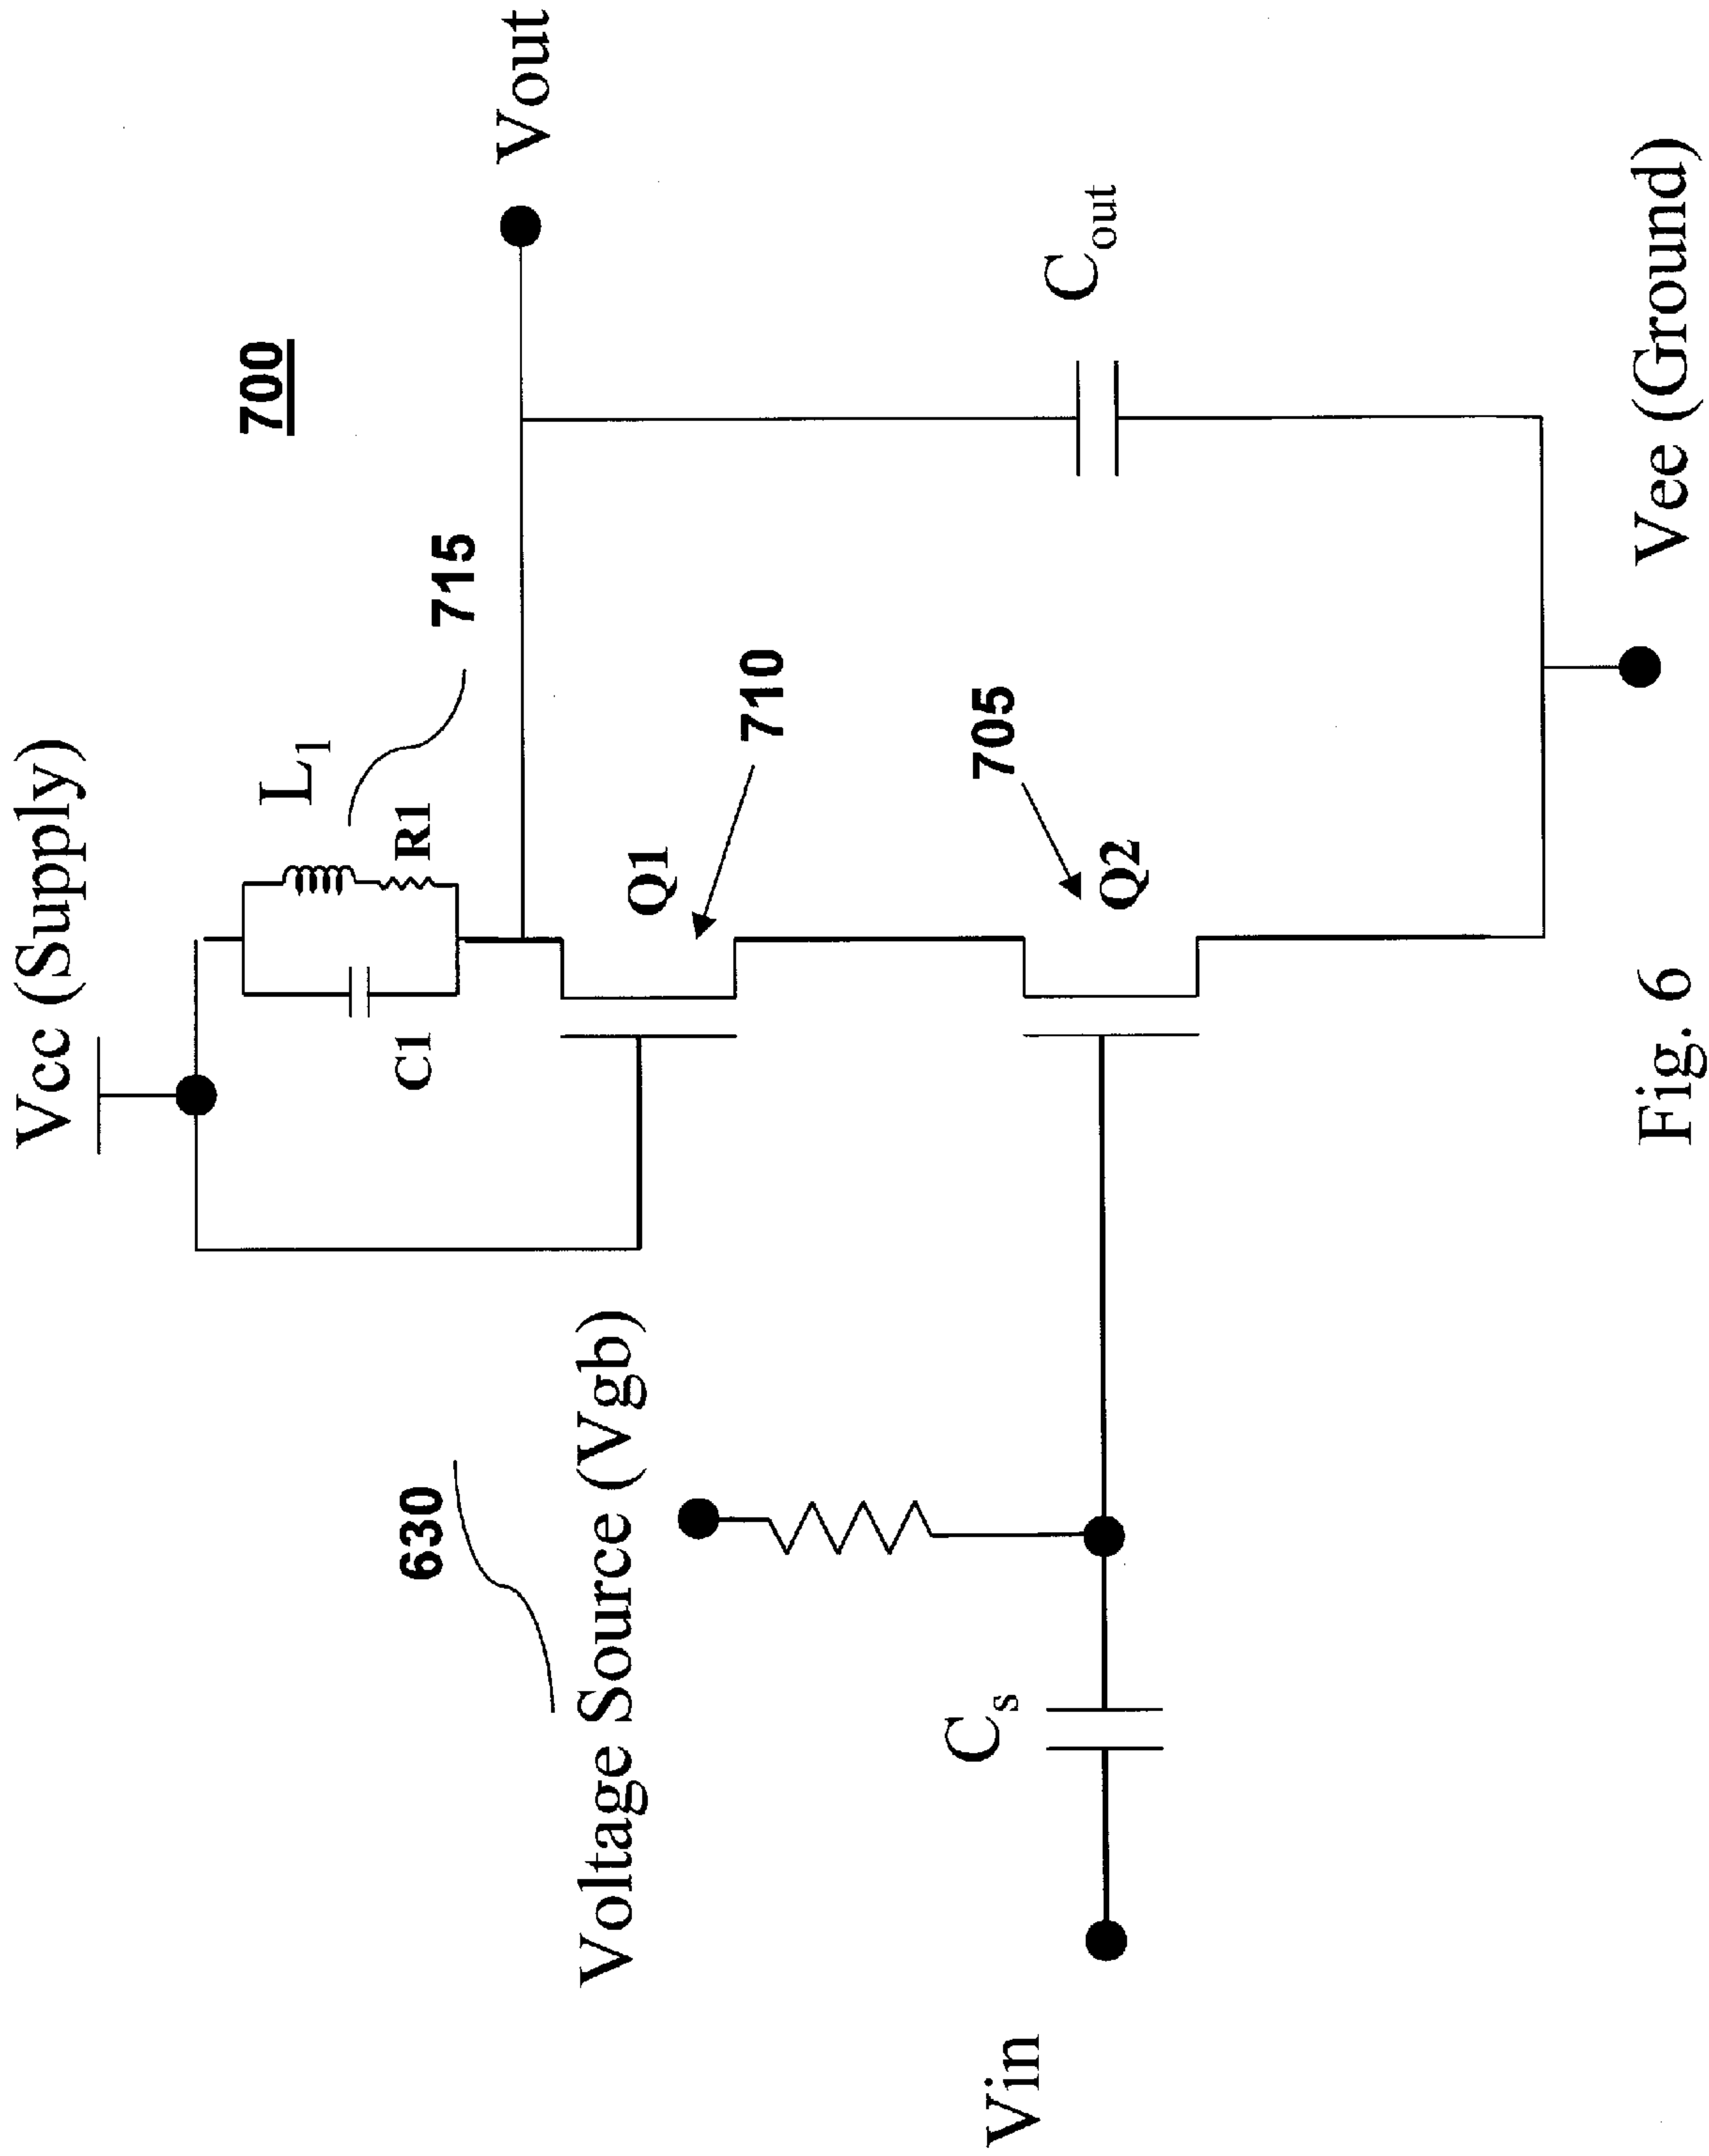 Vcc (Supply)
700
L1
715
C1
R1
Vout
630
Voltage Source (Vgb)
Q1
710
Cs
705
Q2
Cout
Vin
Vee (Ground)
Fig. 6